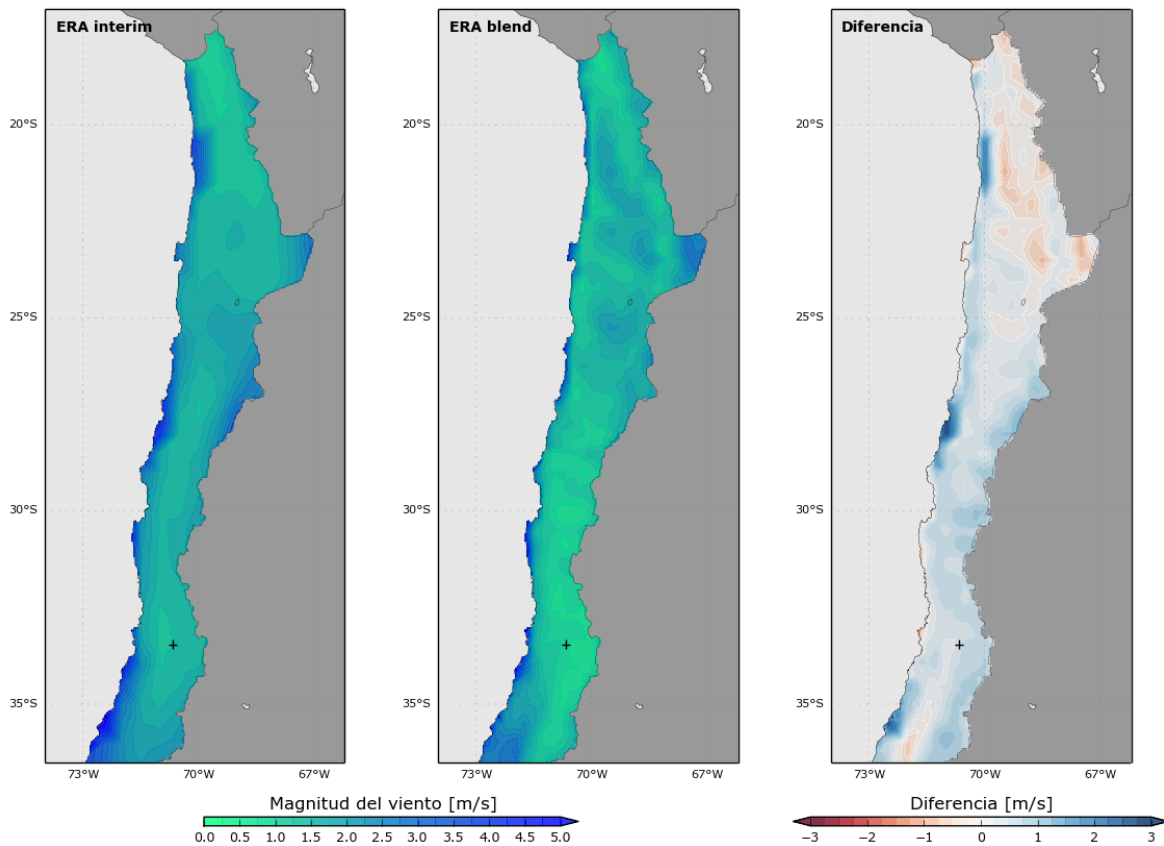 ERA interim
ERA blend
Diferencia
20°S
20°S
20°S
25°S
25°S
25°S
30°S
30°S
30°S
35°S
35°S
35°S
73°W 70°W 67°W
73°W 70°W 67°W
73°W 70°W 67°W
Magnitud del viento [m/s]
0.0 0.5 1.0 1.5 2.0 2.5 3.0 3.5 4.0 4.5 5.0
Diferencia [m/s]
−3 −2 −1 0 1 2 3